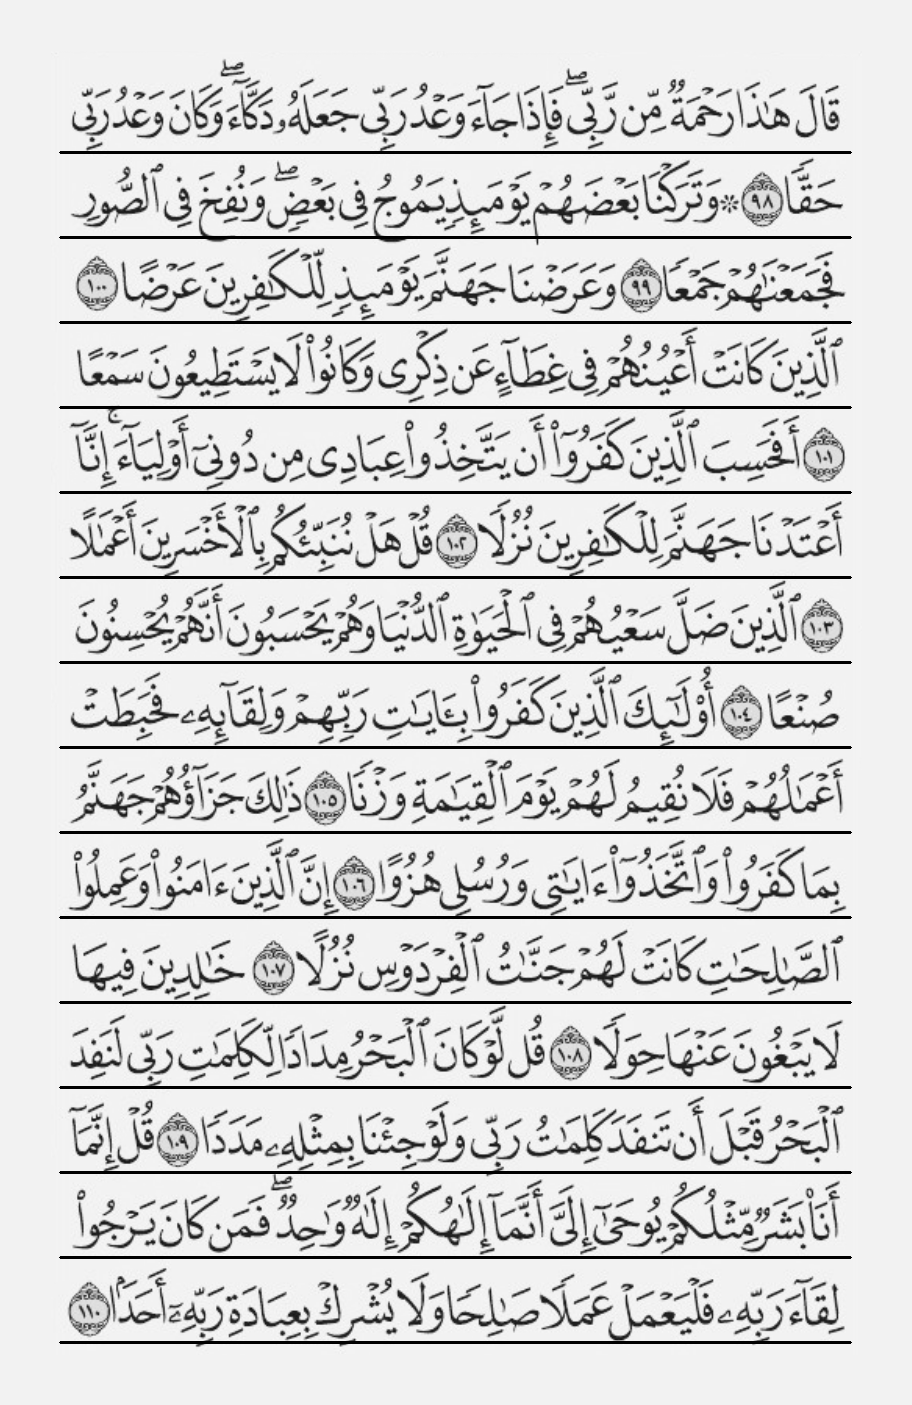 قَالَ هَٰذَا رَحْمَةٌ مِّن رَّبِّي ۖ فَإِذَا جَآءَ وَعْدُ رَبِّي جَعَلَهُۥ دَكَّآءَ ۖ وَكَانَ وَعْدُ رَبِّي
حَقًّا ٩٨ ۞ وَتَرَكْنَا بَعْضَهُمْ يَوْمَئِذٍ يَمُوجُ فِي بَعْضٍ ۖ وَنُفِخَ فِي ٱلصُّورِ
فَجَمَعْنَٰهُمْ جَمْعًا ٩٩ وَعَرَضْنَا جَهَنَّمَ يَوْمَئِذٍ لِّلْكَٰفِرِينَ عَرْضًا ١٠٠
ٱلَّذِينَ كَانَتْ أَعْيُنُهُمْ فِي غِطَآءٍ عَن ذِكْرِي وَكَانُوا۟ لَا يَسْتَطِيعُونَ سَمْعًا
١٠١ أَفَحَسِبَ ٱلَّذِينَ كَفَرُوٓا۟ أَن يَتَّخِذُوا۟ عِبَادِي مِن دُونِيٓ أَوْلِيَآءَ ۚ إِنَّآ
أَعْتَدْنَا جَهَنَّمَ لِلْكَٰفِرِينَ نُزُلًا ١٠٢ قُلْ هَلْ نُنَبِّئُكُم بِٱلْأَخْسَرِينَ أَعْمَٰلًا
١٠٣ ٱلَّذِينَ ضَلَّ سَعْيُهُمْ فِي ٱلْحَيَوٰةِ ٱلدُّنْيَا وَهُمْ يَحْسَبُونَ أَنَّهُمْ يُحْسِنُونَ
صُنْعًا ١٠٤ أُو۟لَٰٓئِكَ ٱلَّذِينَ كَفَرُوا۟ بِـَٔايَٰتِ رَبِّهِمْ وَلِقَآئِهِۦ فَحَبِطَتْ
أَعْمَٰلُهُمْ فَلَا نُقِيمُ لَهُمْ يَوْمَ ٱلْقِيَٰمَةِ وَزْنًا ١٠٥ ذَٰلِكَ جَزَآؤُهُمْ جَهَنَّمُ
بِمَا كَفَرُوا۟ وَٱتَّخَذُوٓا۟ ءَايَٰتِي وَرُسُلِي هُزُوًا ١٠٦ إِنَّ ٱلَّذِينَ ءَامَنُوا۟ وَعَمِلُوا۟
ٱلصَّٰلِحَٰتِ كَانَتْ لَهُمْ جَنَّٰتُ ٱلْفِرْدَوْسِ نُزُلًا ١٠٧ خَٰلِدِينَ فِيهَا
لَا يَبْغُونَ عَنْهَا حِوَلًا ١٠٨ قُل لَّوْ كَانَ ٱلْبَحْرُ مِدَادًا لِّكَلِمَٰتِ رَبِّي لَنَفِدَ
ٱلْبَحْرُ قَبْلَ أَن تَنفَدَ كَلِمَٰتُ رَبِّي وَلَوْ جِئْنَا بِمِثْلِهِۦ مَدَدًا ١٠٩ قُلْ إِنَّمَآ
أَنَا۠ بَشَرٌ مِّثْلُكُمْ يُوحَىٰٓ إِلَيَّ أَنَّمَآ إِلَٰهُكُمْ إِلَٰهٌ وَٰحِدٌ ۖ فَمَن كَانَ يَرْجُوا۟
لِقَآءَ رَبِّهِۦ فَلْيَعْمَلْ عَمَلًا صَٰلِحًا وَلَا يُشْرِكْ بِعِبَادَةِ رَبِّهِۦٓ أَحَدًۢا ١١٠